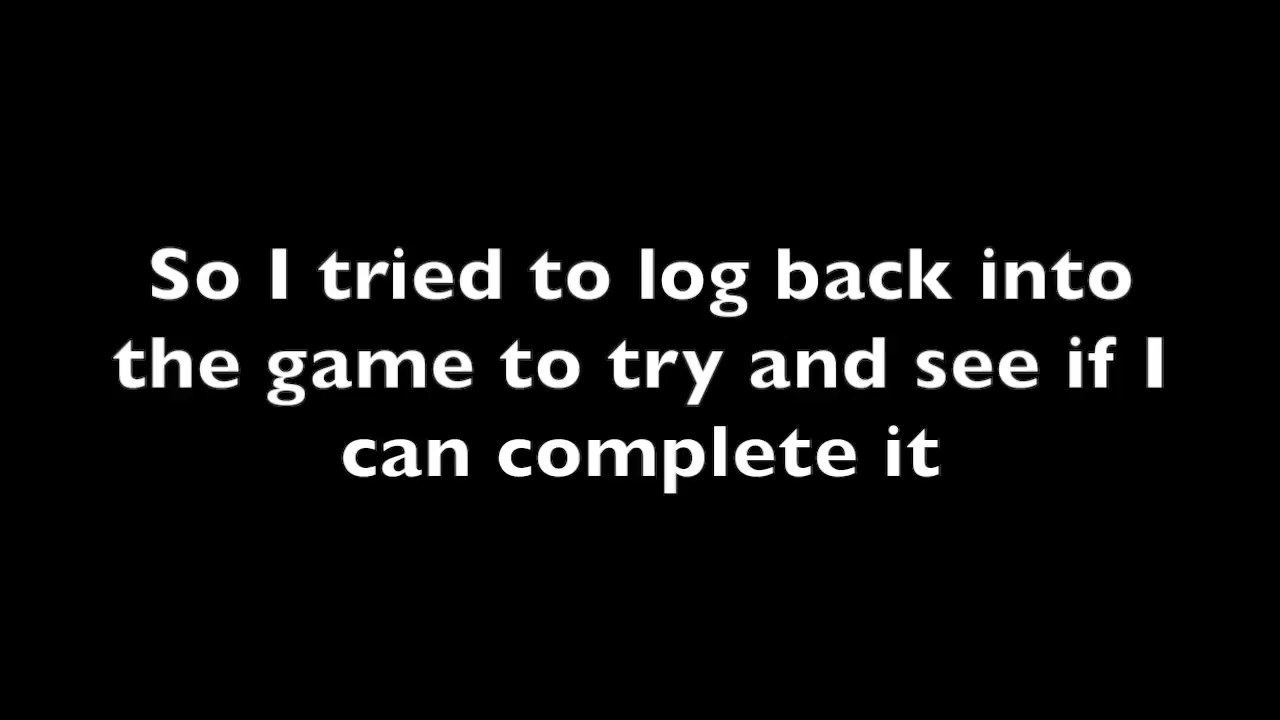 So I tried to log back into
the game to try and see if I
can complete it